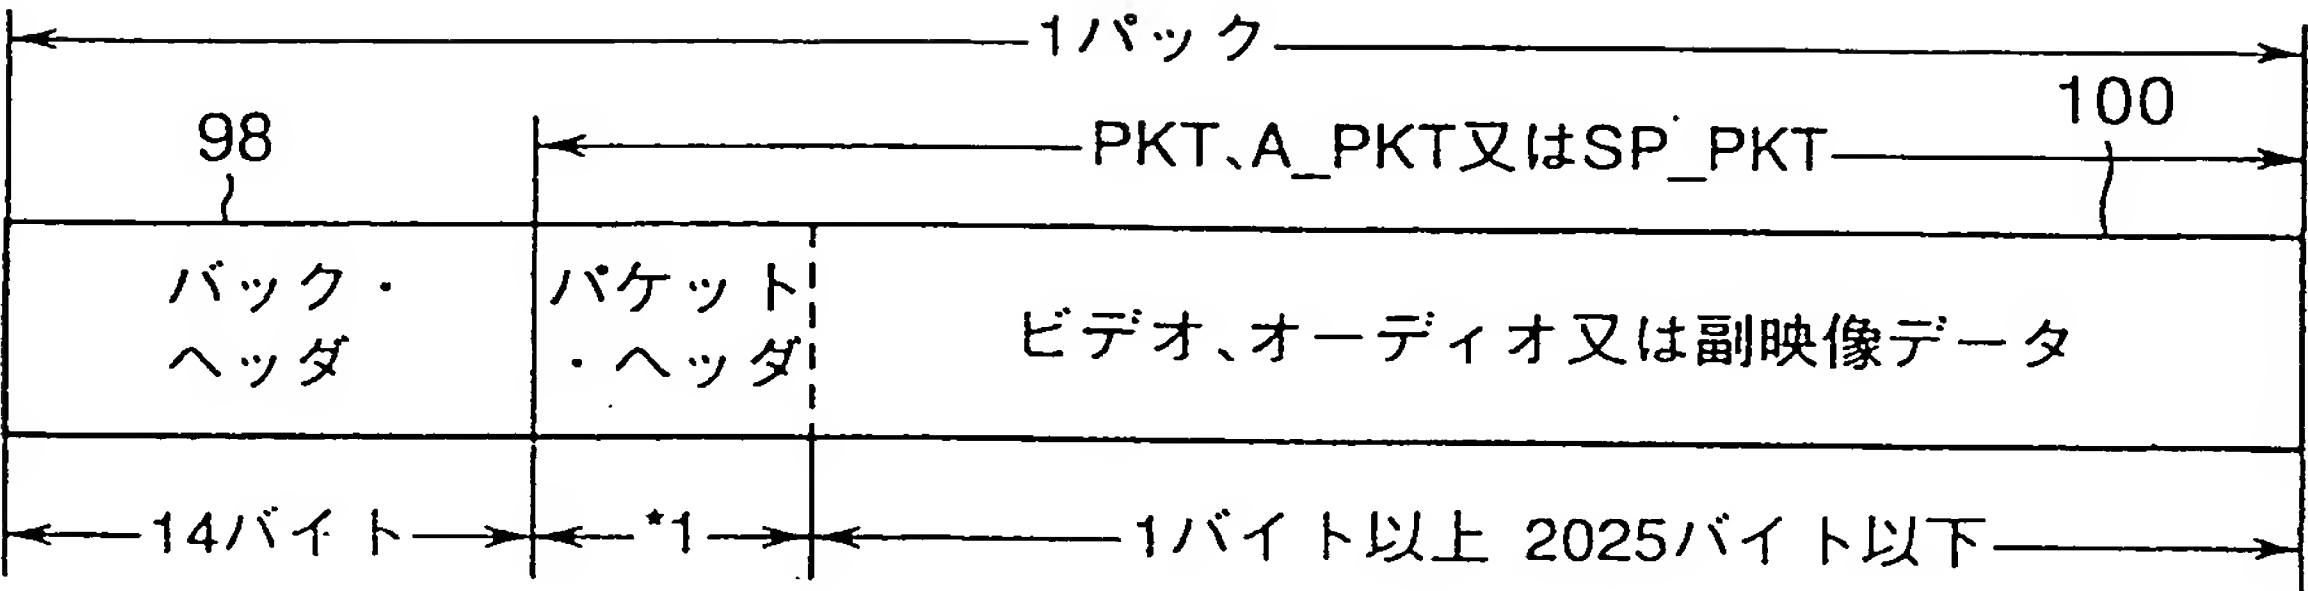 1パック
100
98
PKT、A_PKT又はSP_PKT
バック・
ヘッダ
パケット
・ヘッダ
ビデオ、オーディオ又は副映像データ
14バイト
*1
1バイト以上 2025バイト以下